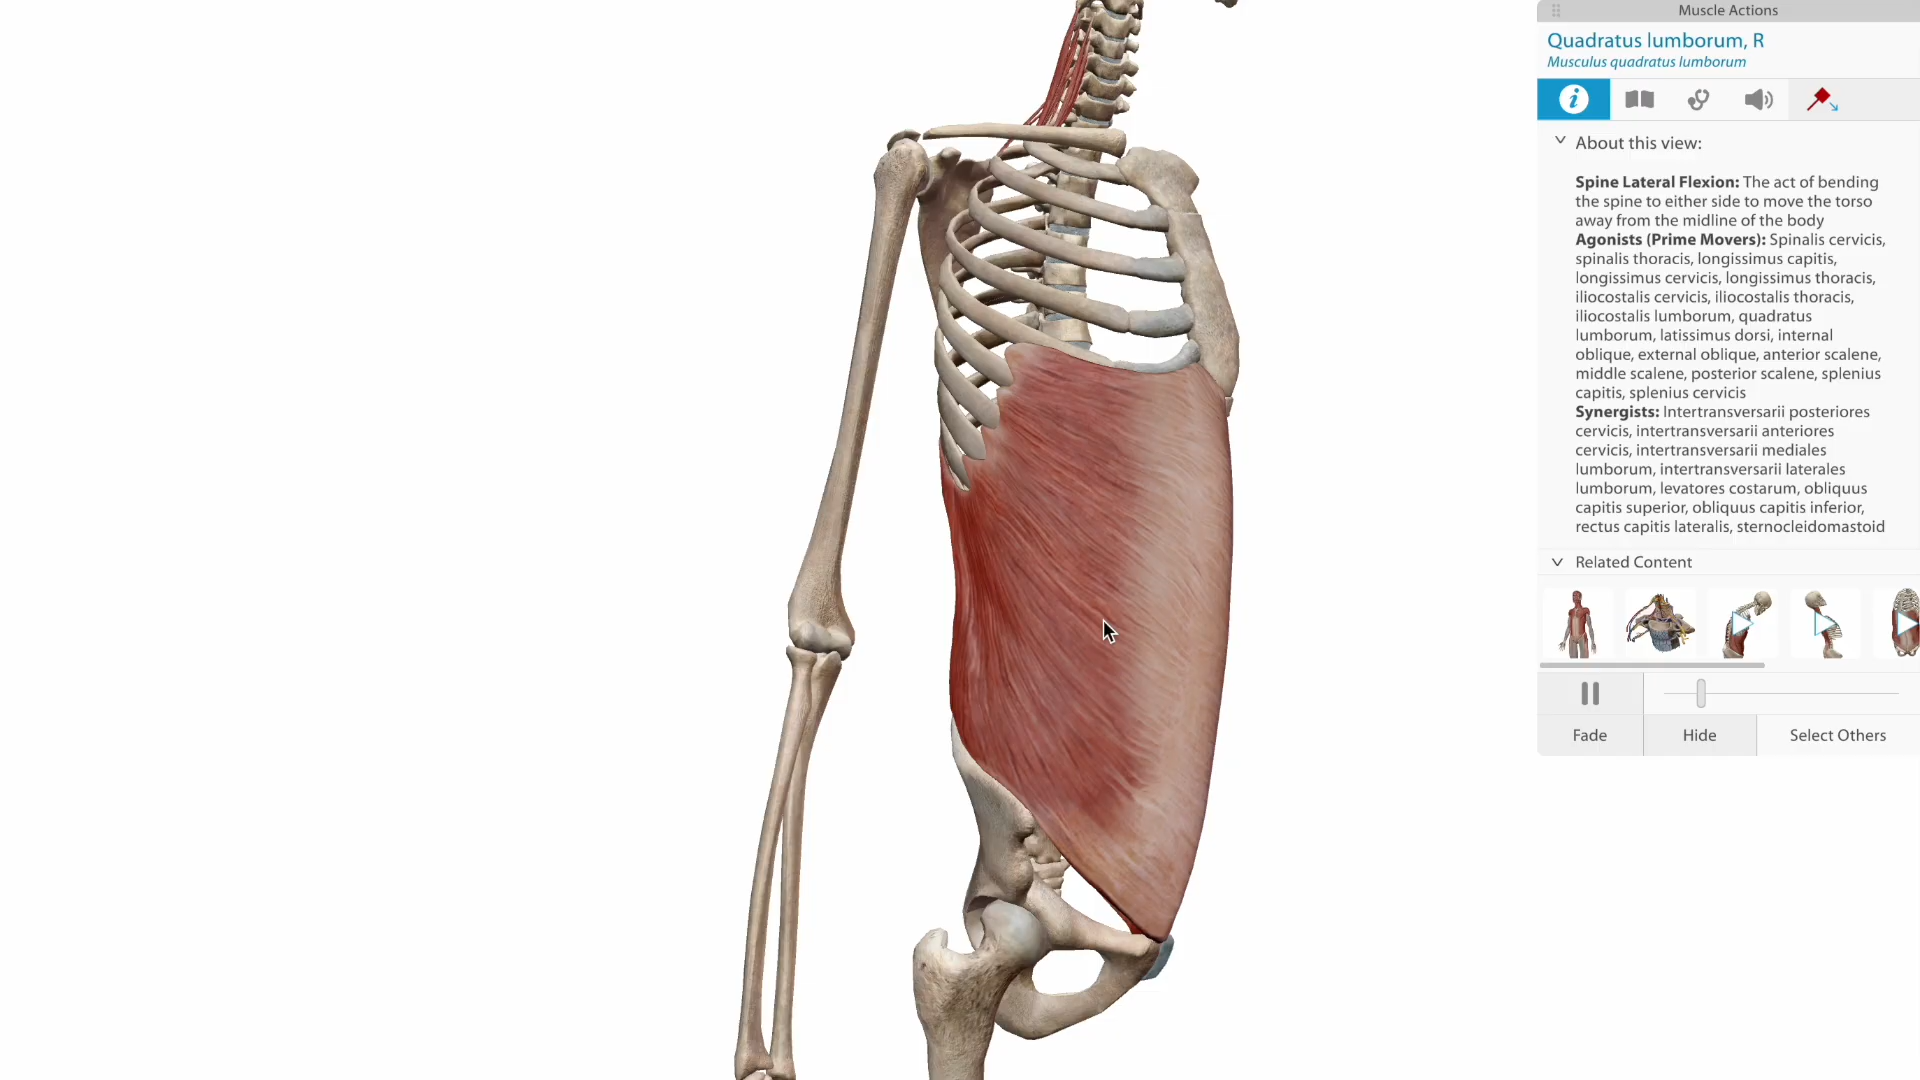 Muscle Actions
Quadratus lumborum, R
Musculus quadratus lumborum
About this view:
Spine Lateral Flexion: The act of bending
the spine to either side to move the torso
away from the midline of the body
Agonists (Prime Movers): Spinalis cervicis,
spinalis thoracis, longissimus capitis,
longissimus cervicis, longissimus thoracis,
iliocostalis cervicis, iliocostalis thoracis,
iliocostalis lumborum, quadratus
lumborum, latissimus dorsi, internal
oblique, external oblique, anterior scalene,
middle scalene, posterior scalene, splenius
capitis, splenius cervicis
Synergists: Intertransversarii posteriores
cervicis, intertransversarii anteriores
cervicis, intertransversarii mediales
lumborum, intertransversarii laterales
lumborum, levatores costarum, obliquus
capitis superior, obliquus capitis inferior,
rectus capitis lateralis, sternocleidomastoid
Related Content
Fade Hide Select Others